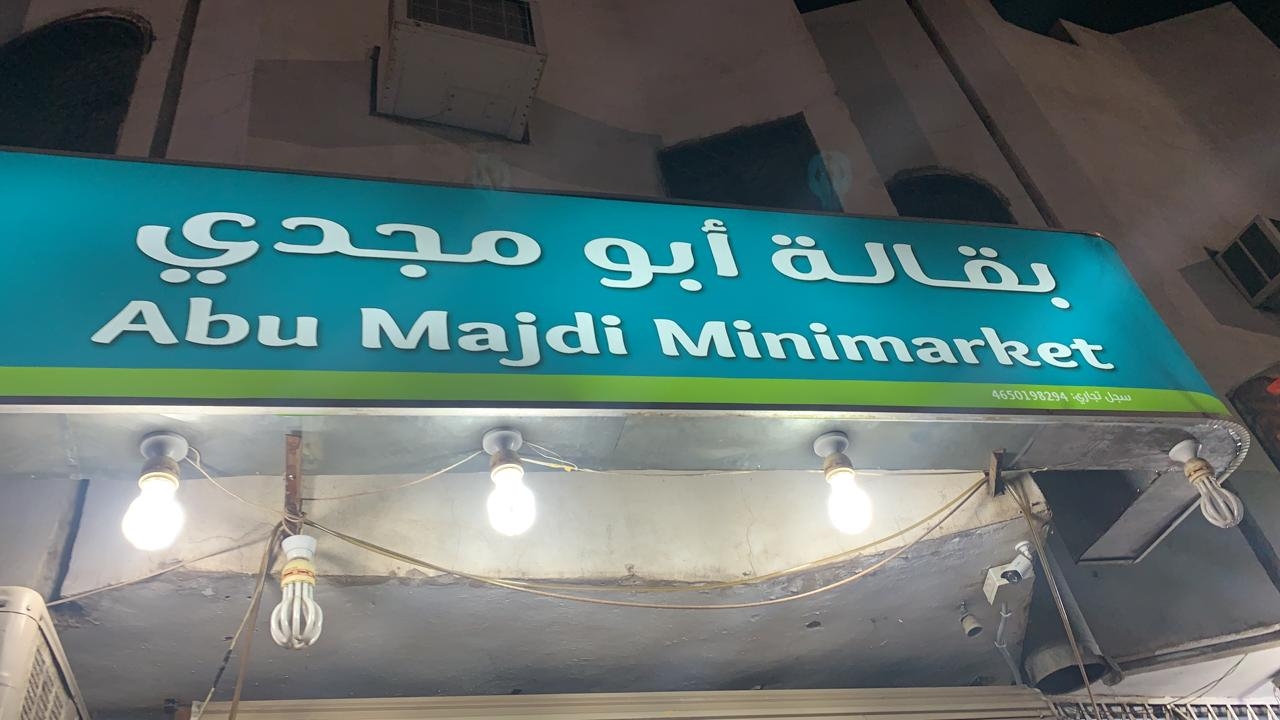 بقالة أبو مجدي
Abu Majdi Minimarket
سجل تجاري: 4650198294